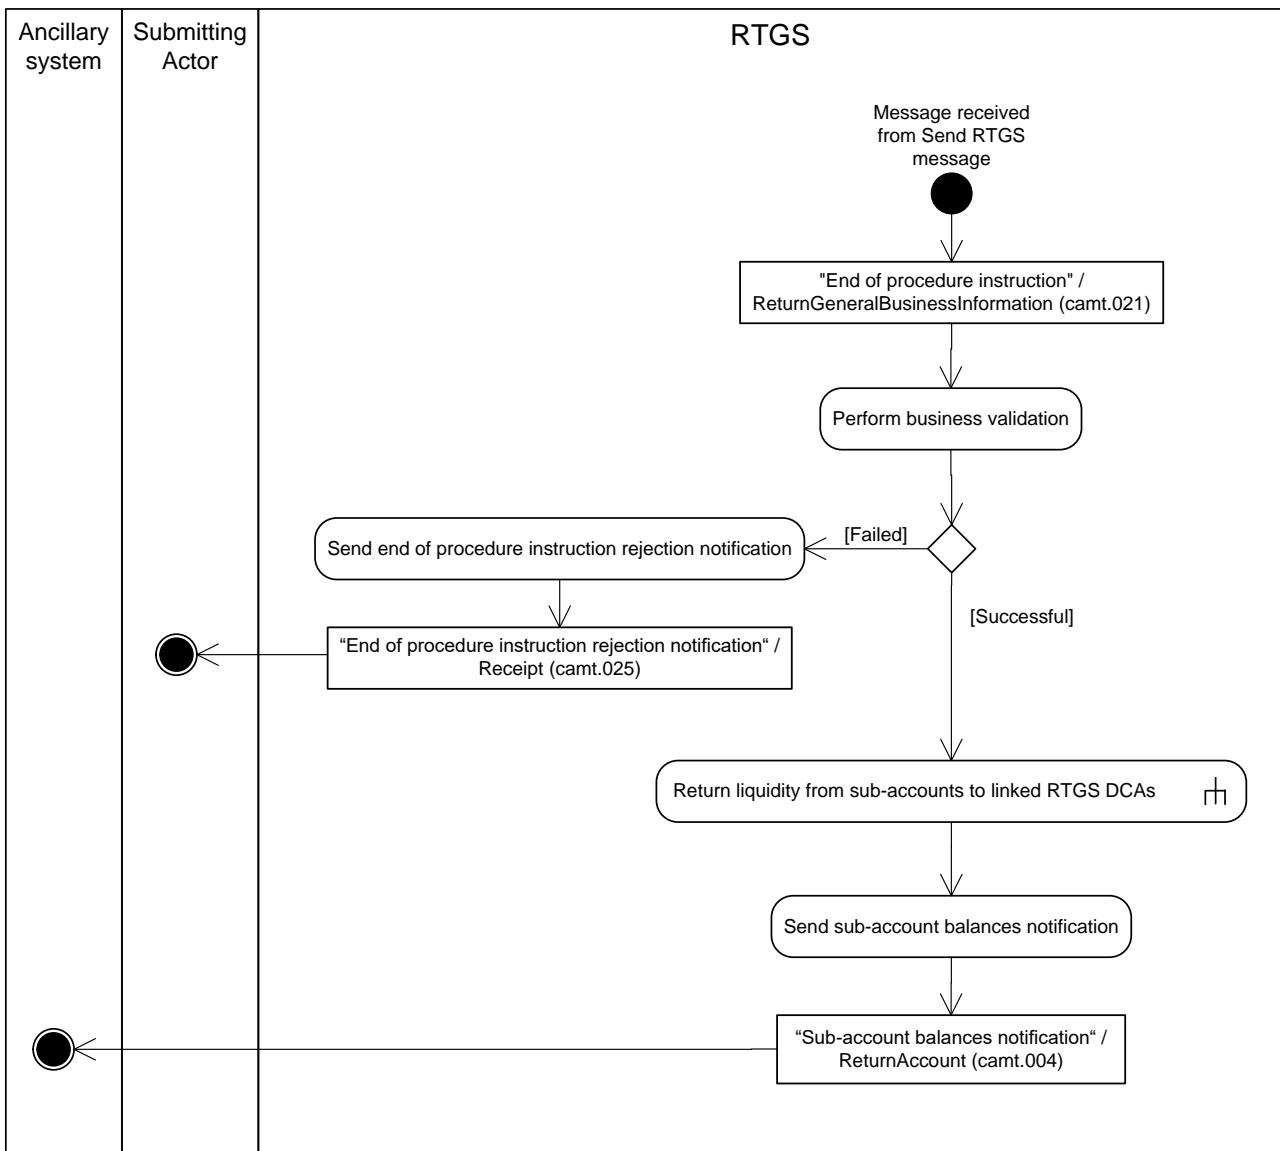 Ancillary
system
Submitting
Actor
RTGS
Message received
from Send RTGS
message
"End of procedure instruction" /
ReturnGeneralBusinessInformation (camt.021)
Perform business validation
[Failed]
Send end of procedure instruction rejection notification
[Successful]
“End of procedure instruction rejection notification“ /
Receipt (camt.025)
Return liquidity from sub-accounts to linked RTGS DCAs
Send sub-account balances notification
“Sub-account balances notification“ /
ReturnAccount (camt.004)